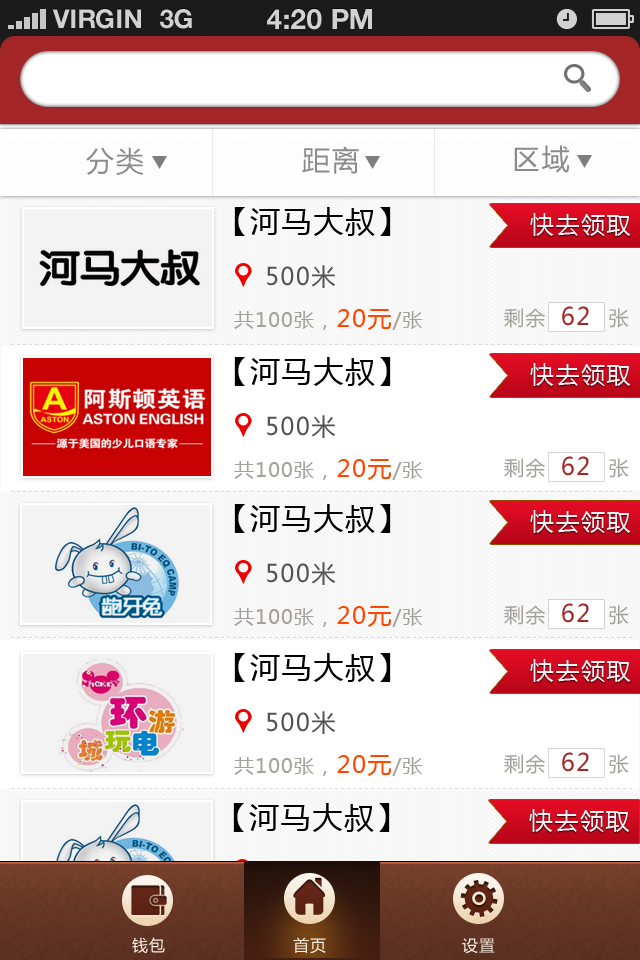 VIRGIN 3G 4:20 PM
分类 距离 区域
河马大叔
【河马大叔】
快去领取
500米
共100张，20元/张
剩余 62 张
A
ASTON
阿斯顿英语
ASTON ENGLISH
源于美国的少儿口语专家
【河马大叔】
快去领取
500米
共100张，20元/张
剩余 62 张
BI-TO EQ CAMP
龅牙兔
【河马大叔】
快去领取
500米
共100张，20元/张
剩余 62 张
环游
玩电
城
【河马大叔】
快去领取
500米
共100张，20元/张
剩余 62 张
BI-TO EQ
【河马大叔】
快去领取
钱包 首页 设置